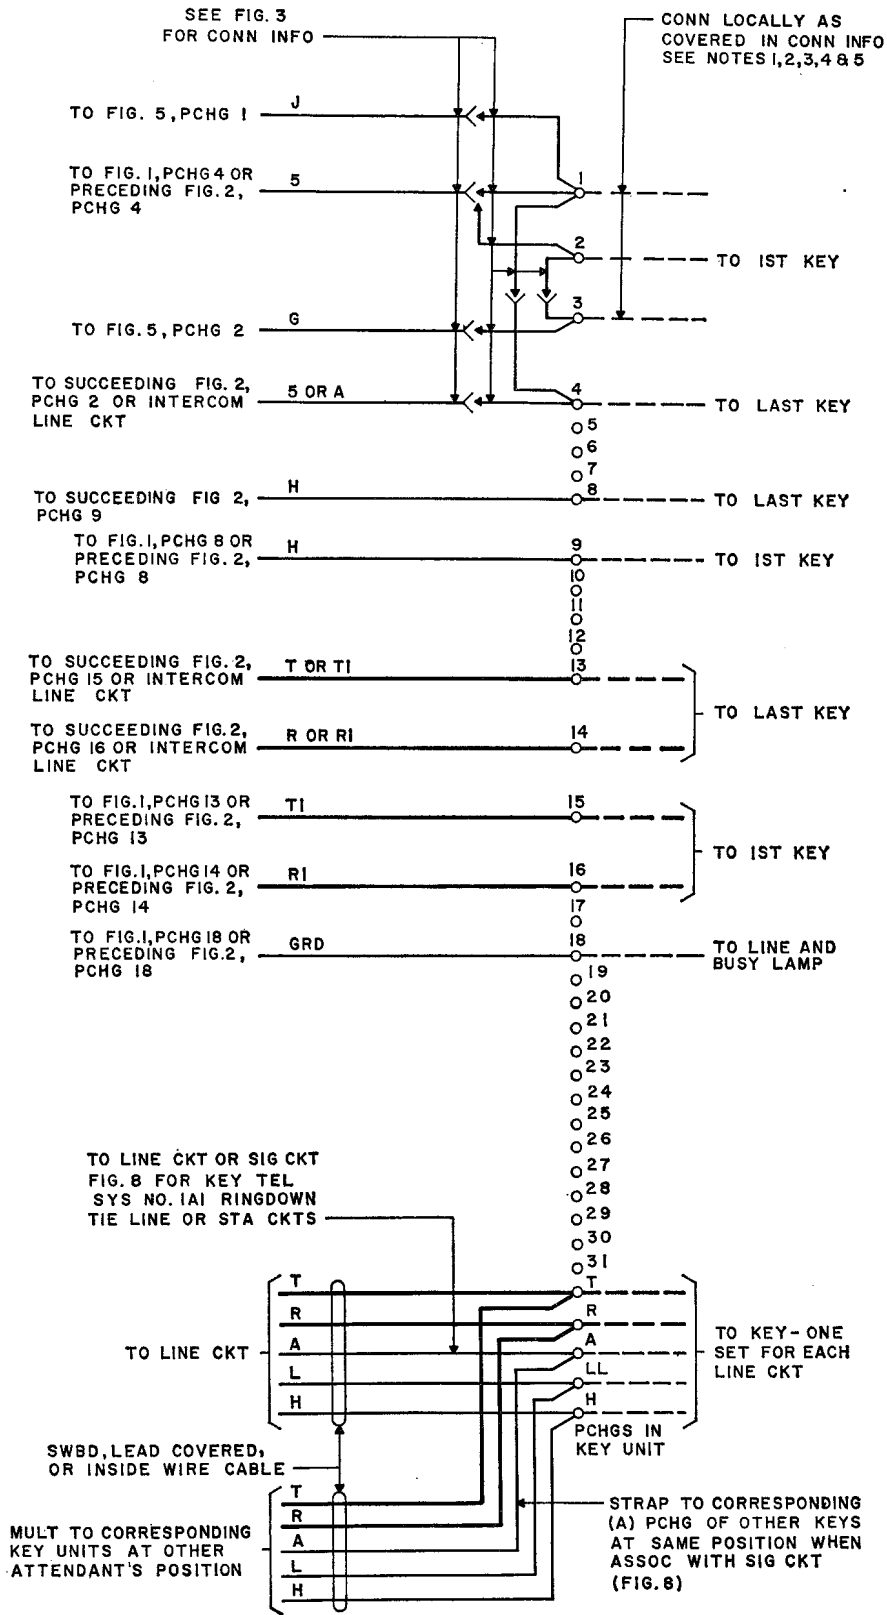 SEE FIG. 3
FOR CONN INFO
CONN LOCALLY AS
COVERED IN CONN INFO
SEE NOTES 1,2,3,4 & 5
TO FIG. 5, PCHG 1
J
TO FIG. 1, PCHG 4 OR
PRECEDING FIG. 2,
PCHG 4
5
1
2
TO 1ST KEY
3
TO FIG. 5, PCHG 2
G
TO SUCCEEDING FIG. 2,
PCHG 2 OR INTERCOM
LINE CKT
5 OR A
4
TO LAST KEY
5
6
7
8
TO SUCCEEDING FIG 2,
PCHG 9
H
TO LAST KEY
TO FIG. 1, PCHG 8 OR
PRECEDING FIG. 2,
PCHG 8
H
9
TO 1ST KEY
10
11
12
13
TO SUCCEEDING FIG. 2,
PCHG 15 OR INTERCOM
LINE CKT
T OR T1
TO LAST KEY
TO SUCCEEDING FIG. 2,
PCHG 16 OR INTERCOM
LINE CKT
R OR R1
14
TO FIG. 1, PCHG 13 OR
PRECEDING FIG. 2,
PCHG 13
T1
15
TO 1ST KEY
TO FIG. 1, PCHG 14 OR
PRECEDING FIG. 2,
PCHG 14
R1
16
17
TO FIG. 1, PCHG 18 OR
PRECEDING FIG. 2,
PCHG 18
GRD
18
TO LINE AND
BUSY LAMP
19
20
21
22
23
24
25
26
27
28
29
30
31
TO LINE CKT OR SIG CKT
FIG. 8 FOR KEY TEL
SYS NO. 1A1 RINGDOWN
TIE LINE OR STA CKTS
TO LINE CKT
T
R
A
L
H
T
R
A
LL
H
PCHGS IN
KEY UNIT
TO KEY - ONE
SET FOR EACH
LINE CKT
SWBD, LEAD COVERED,
OR INSIDE WIRE CABLE
MULT TO CORRESPONDING
KEY UNITS AT OTHER
ATTENDANT'S POSITION
T
R
A
L
H
STRAP TO CORRESPONDING
(A) PCHG OF OTHER KEYS
AT SAME POSITION WHEN
ASSOC WITH SIG CKT
(FIG. 8)